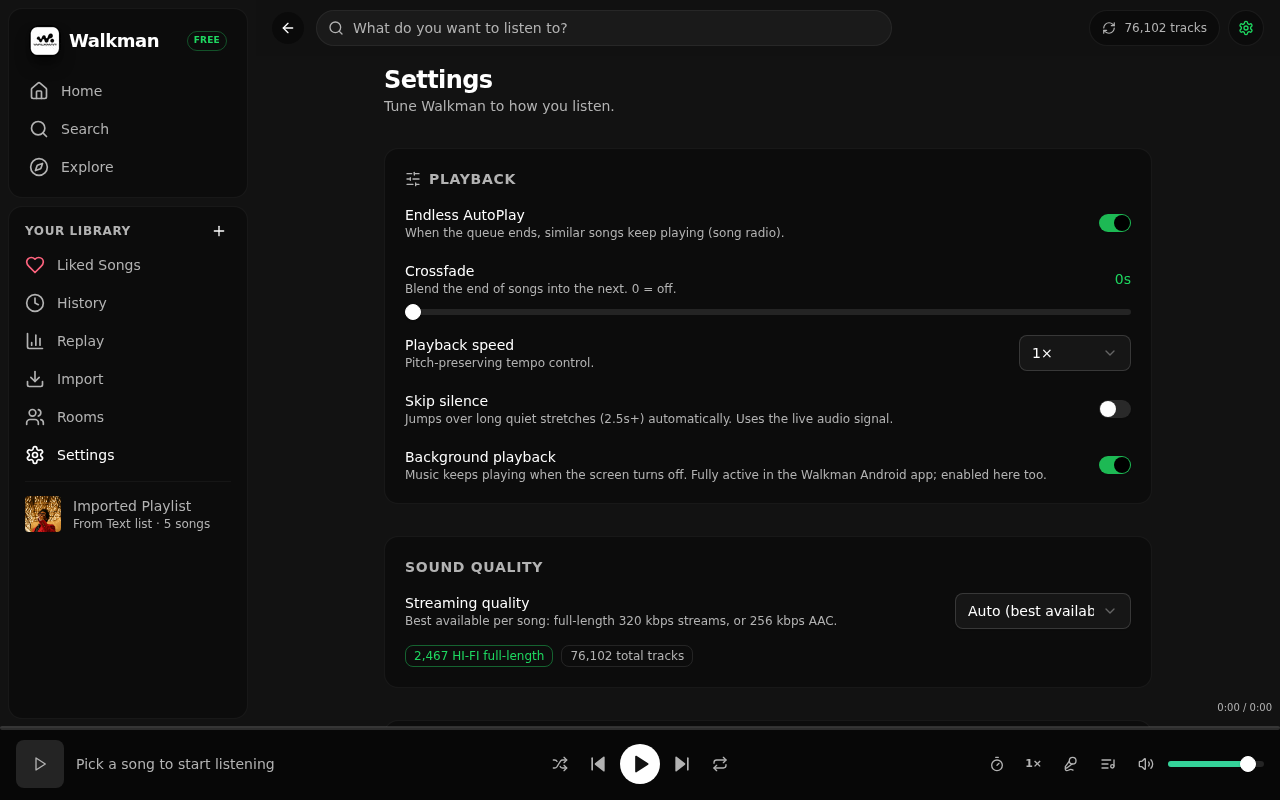 Walkman
FREE
What do you want to listen to?
76,102 tracks
Home
Search
Explore
YOUR LIBRARY
Liked Songs
History
Replay
Import
Rooms
Settings
Imported Playlist
From Text list · 5 songs
Settings
Tune Walkman to how you listen.
PLAYBACK
Endless AutoPlay
When the queue ends, similar songs keep playing (song radio).
Crossfade
Blend the end of songs into the next. 0 = off.
0s
Playback speed
Pitch-preserving tempo control.
1×
Skip silence
Jumps over long quiet stretches (2.5s+) automatically. Uses the live audio signal.
Background playback
Music keeps playing when the screen turns off. Fully active in the Walkman Android app; enabled here too.
SOUND QUALITY
Streaming quality
Best available per song: full-length 320 kbps streams, or 256 kbps AAC.
Auto (best availab
2,467 HI-FI full-length
76,102 total tracks
0:00 / 0:00
Pick a song to start listening
1×